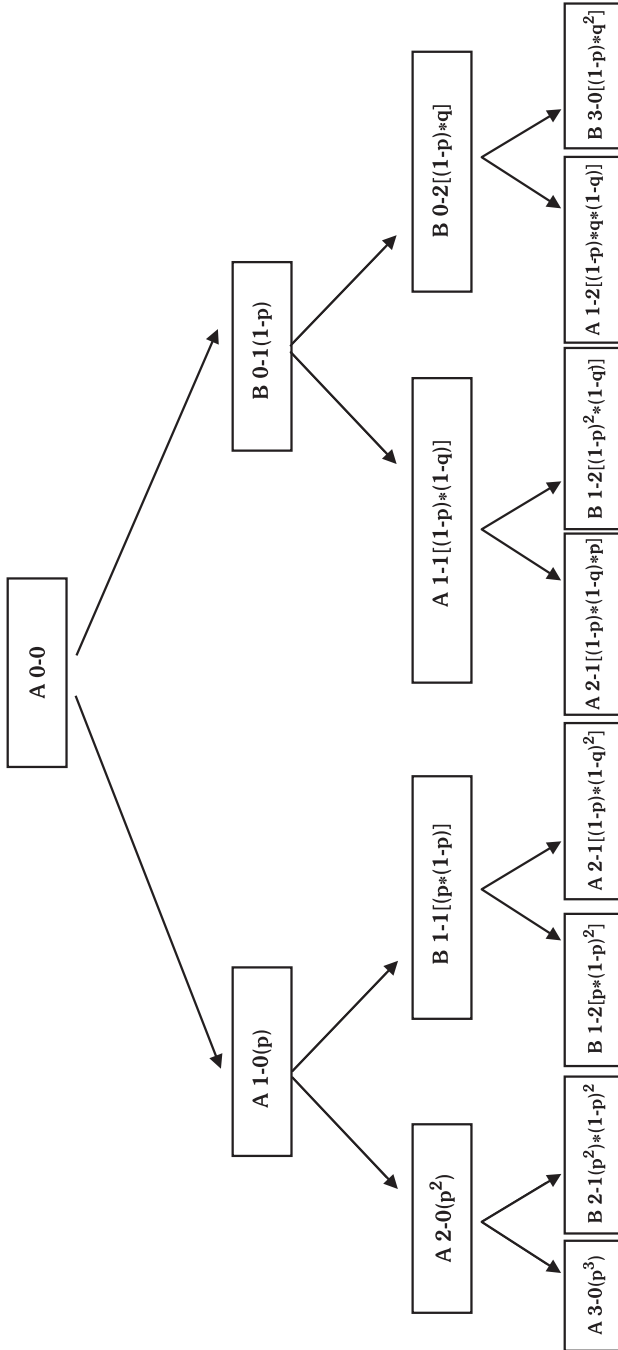 A 0-0
A 1-0(p)
B 0-1(1-p)
A 2-0(p²)
B 1-1[(p*(1-p)]
A 1-1[(1-p)*(1-q)]
B 0-2[(1-p)*q]
A 3-0(p³)
B 2-1(p²)*(1-p)²
B 1-2[p*(1-p)²]
A 2-1[(1-p)*(1-q)²]
A 2-1[(1-p)*(1-q)*p]
B 1-2[(1-p)²*(1-q)]
A 1-2[(1-p)*q*(1-q)]
B 3-0[(1-p)*q²]